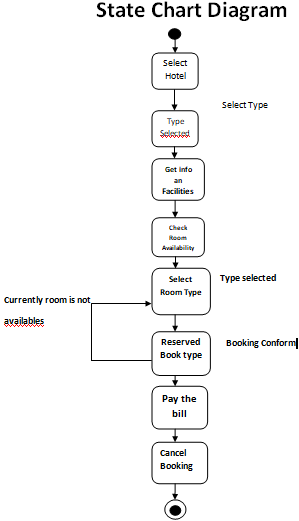 State Chart Diagram
Select
Hotel
Select Type
Type
Selected
Get info
an
Facilities
Check
Room
Availability
Select
Room Type
Type selected
Currently room is not
availables
Reserved
Book type
Booking Conform
Pay the
bill
Cancel
Booking